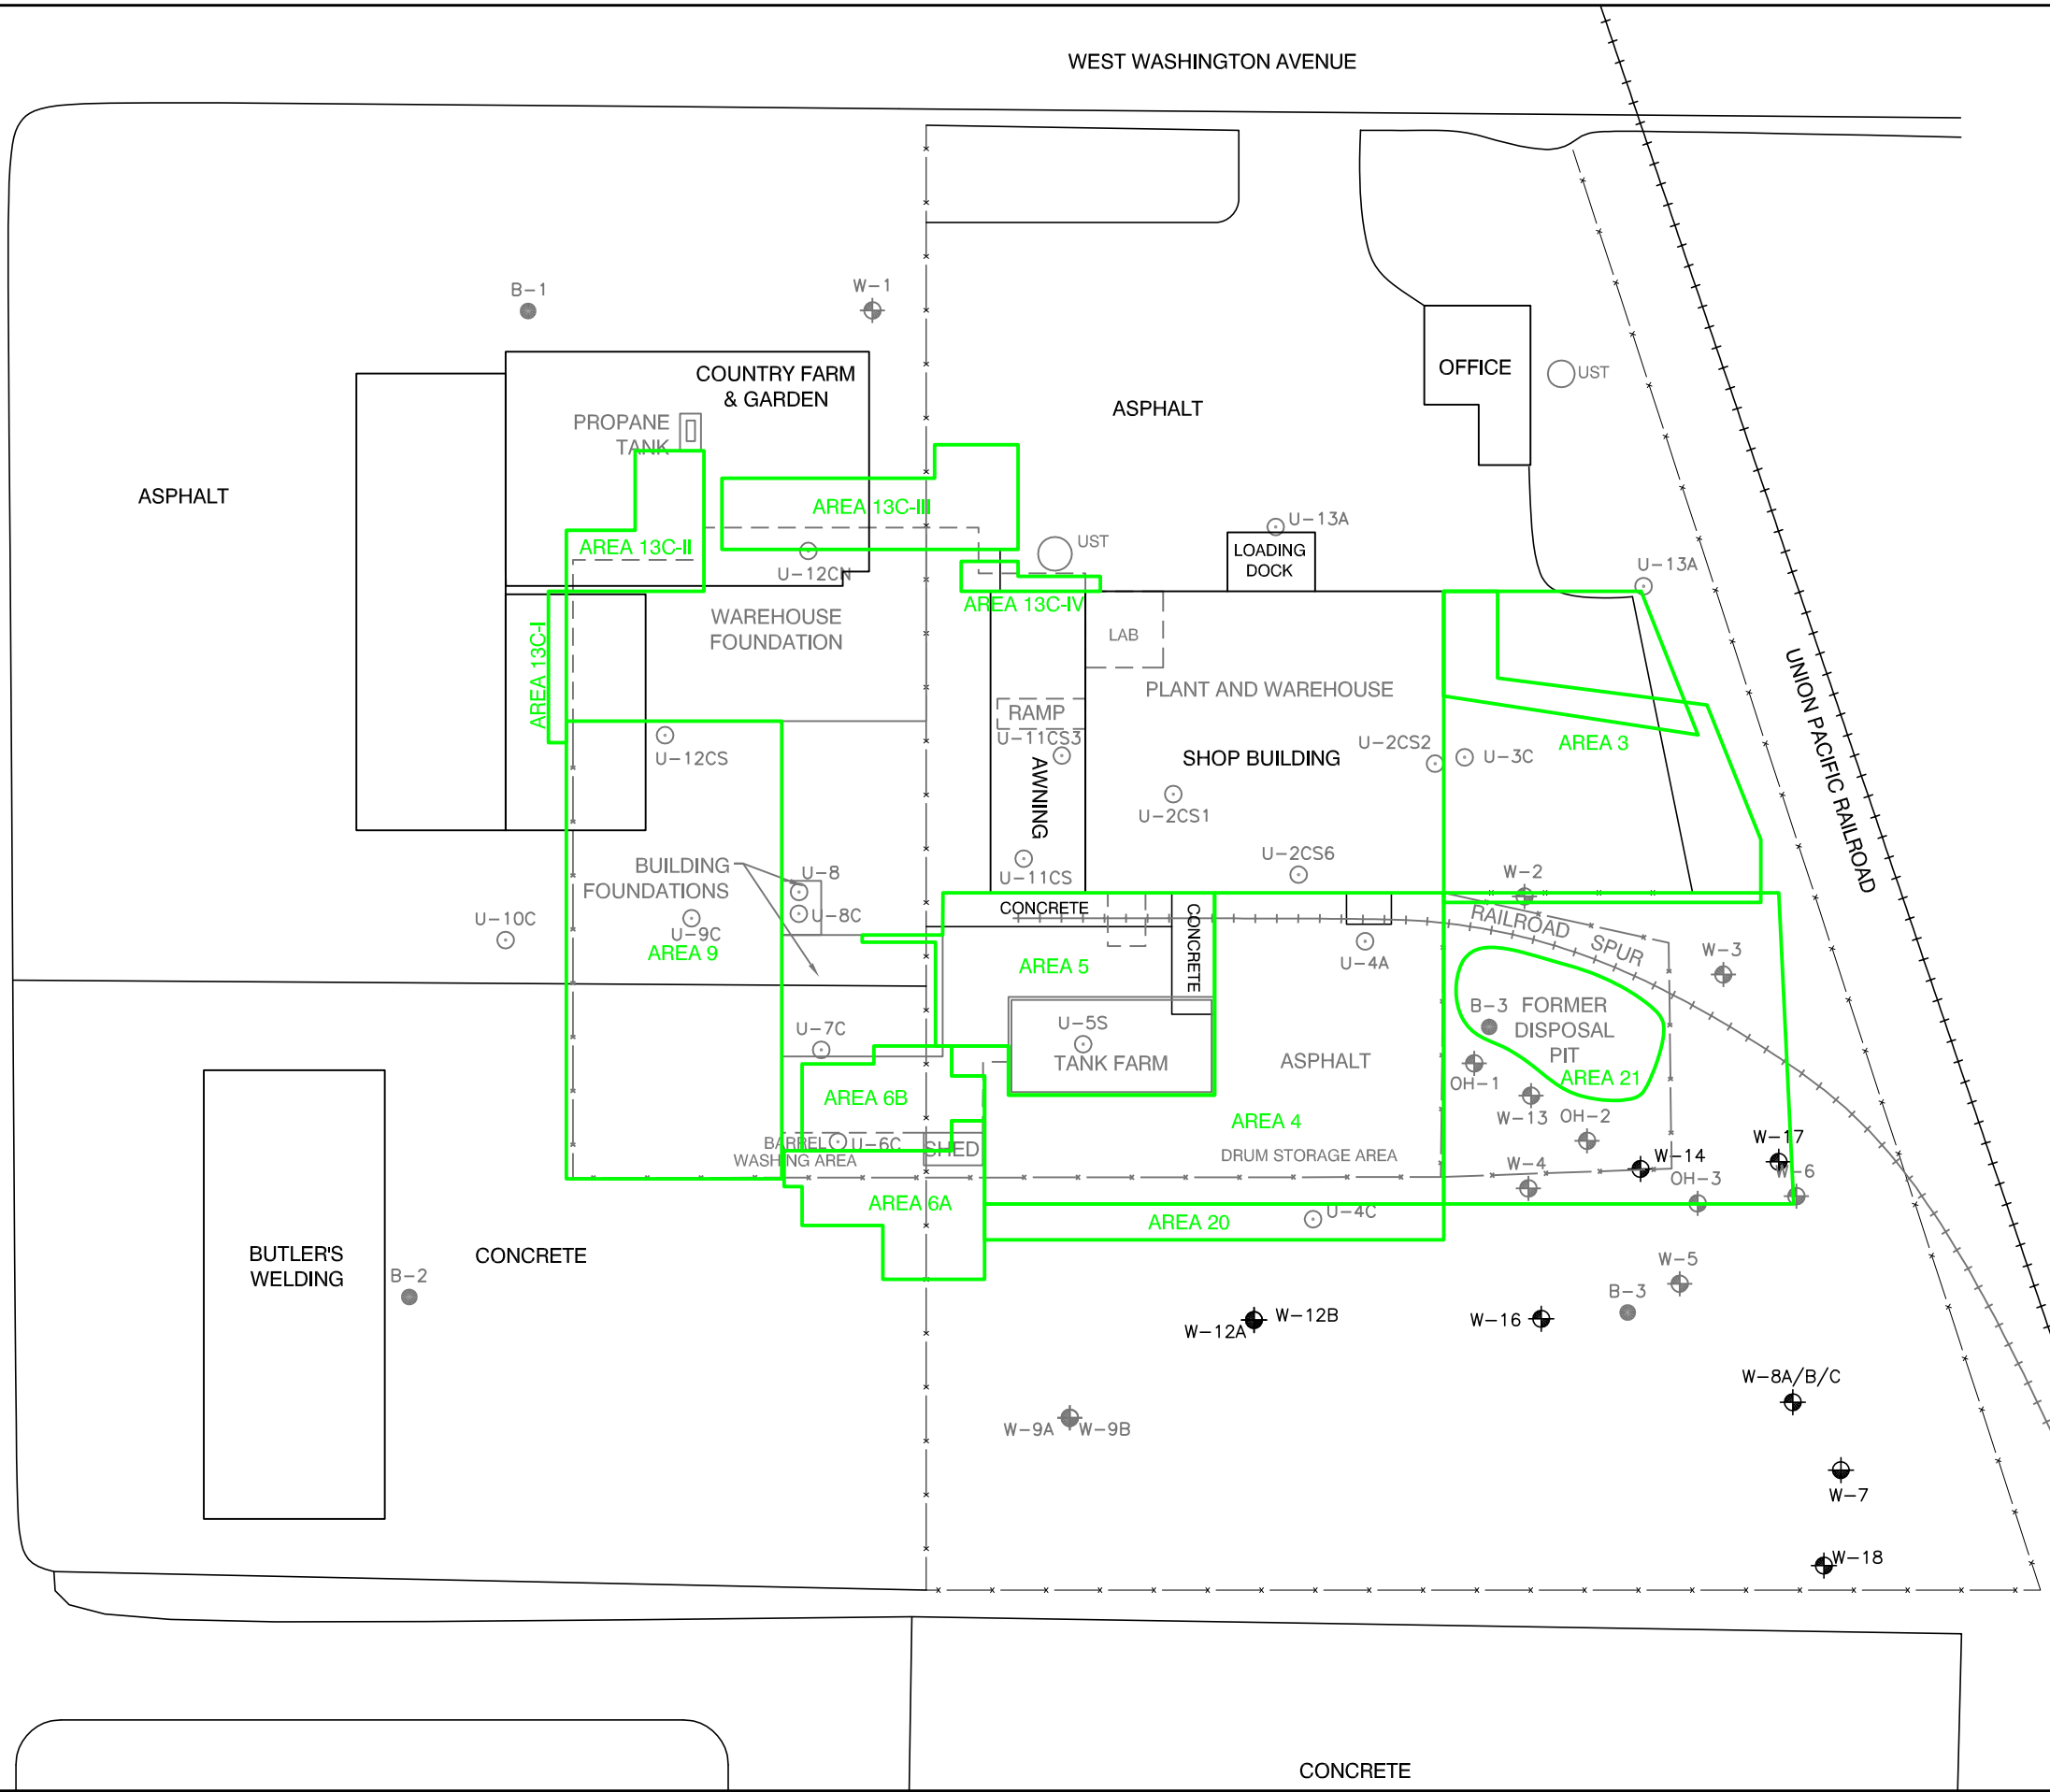 WEST WASHINGTON AVENUE
B-1
W-1
COUNTRY FARM
& GARDEN
OFFICE
UST
ASPHALT
PROPANE
TANK
ASPHALT
AREA 13C-III
U-13A
AREA 13C-II
UST
LOADING
DOCK
U-12CN
U-13A
AREA 13C-IV
WAREHOUSE
FOUNDATION
LAB
AREA 13C-I
UNION PACIFIC RAILROAD
PLANT AND WAREHOUSE
RAMP
U-11CS3
U-2CS2
AREA 3
U-12CS
SHOP BUILDING
U-3C
AWNING
U-2CS1
U-2CS6
BUILDING
FOUNDATIONS
U-8
U-11CS
W-2
CONCRETE
U-10C
U-9C
U-8C
CONCRETE
RAILROAD SPUR
AREA 9
AREA 5
U-4A
W-3
B-3
FORMER
DISPOSAL
PIT
U-7C
U-5S
TANK FARM
ASPHALT
OH-1
AREA 21
AREA 6B
W-13
OH-2
AREA 4
BARREL
WASHING AREA
U-6C
SHED
DRUM STORAGE AREA
W-17
W-14
W-4
OH-3
W-6
AREA 6A
AREA 20
U-4C
BUTLER'S
WELDING
CONCRETE
B-2
W-5
B-3
W-12A
W-12B
W-16
W-8A/B/C
W-9A
W-9B
W-7
W-18
CONCRETE